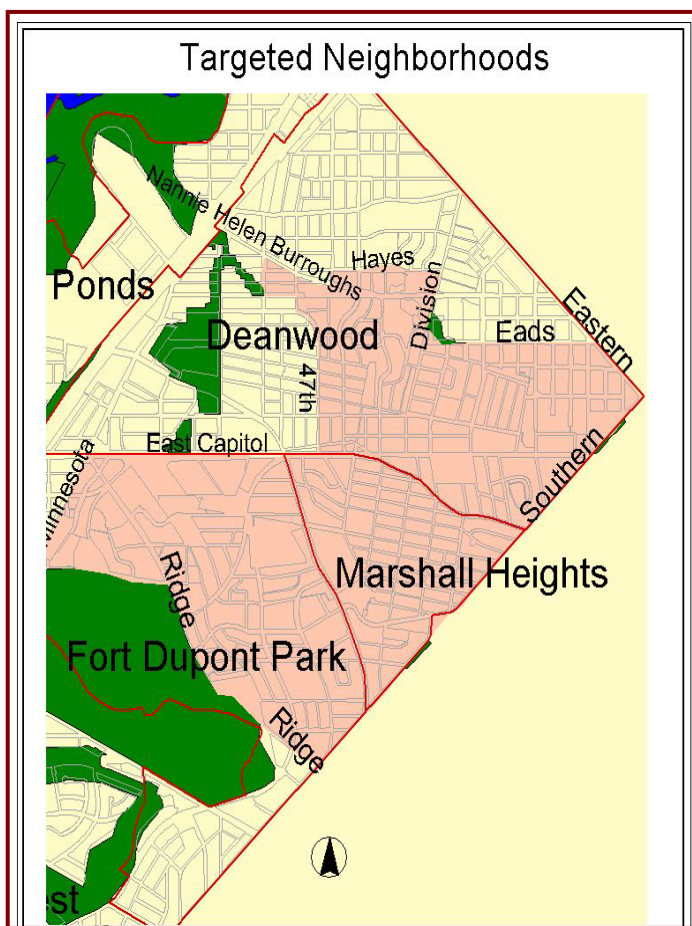 Targeted Neighborhoods
Nannie Helen Burroughs
Hayes
Ponds
Division
Eastern
Deanwood
Eads
47th
East Capitol
Minnesota
Southern
Ridge
Marshall Heights
Fort Dupont Park
Ridge
st